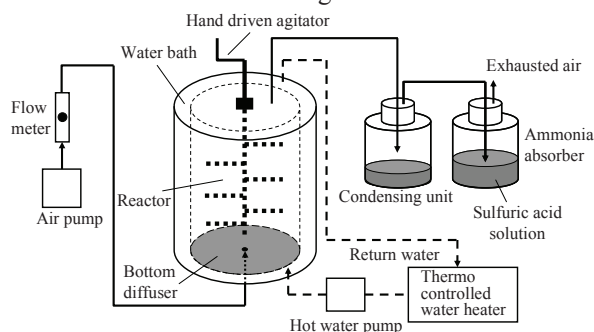 Hand driven agitator
Water bath
Exhausted air
Flow
meter
Ammonia
absorber
Reactor
Air pump
Condensing unit
Sulfuric acid
solution
Return water
Bottom
diffuser
Thermo
controlled
water heater
Hot water pump